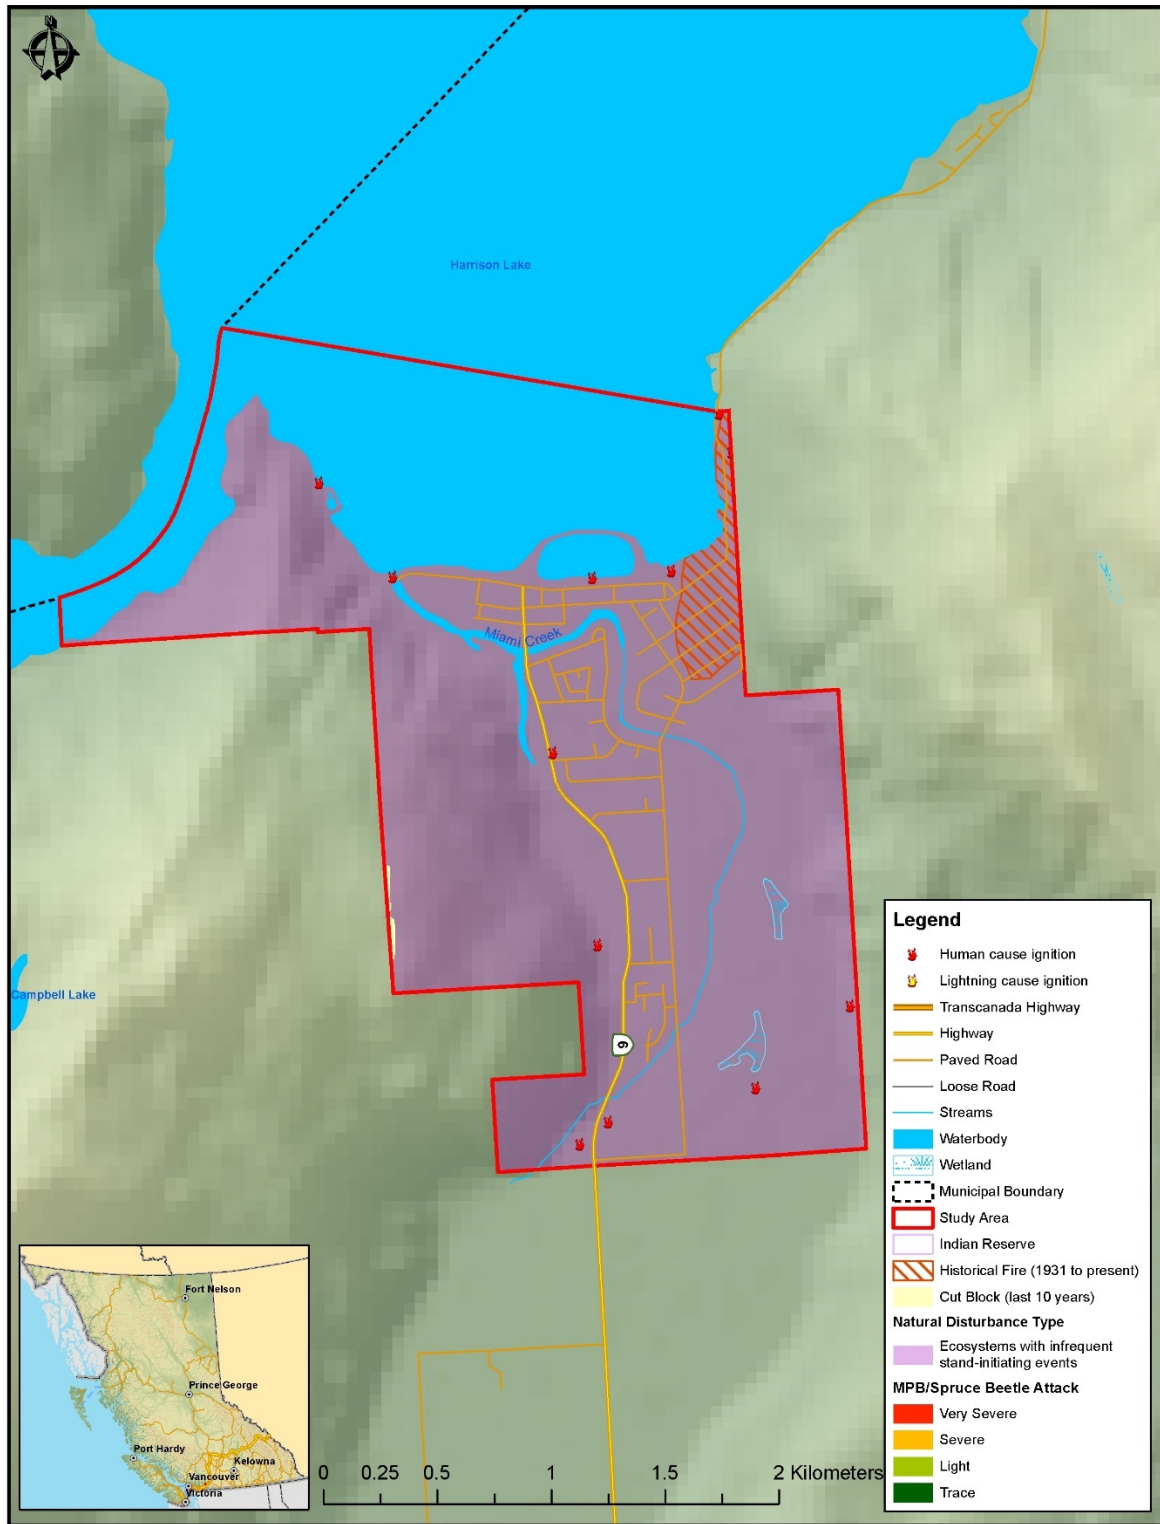 N
Harrison Lake
Miami Creek
Campbell Lake
9
Legend
Human cause ignition
Lightning cause ignition
Transcanada Highway
Highway
Paved Road
Loose Road
Streams
Waterbody
Wetland
Municipal Boundary
Study Area
Indian Reserve
Historical Fire (1931 to present)
Cut Block (last 10 years)
Natural Disturbance Type
Ecosystems with infrequent
stand-initiating events
MPB/Spruce Beetle Attack
Very Severe
Severe
Light
Trace
Fort Nelson
Prince George
Port Hardy
Kelowna
Vancouver
Victoria
0 0.25 0.5 1 1.5 2 Kilometers